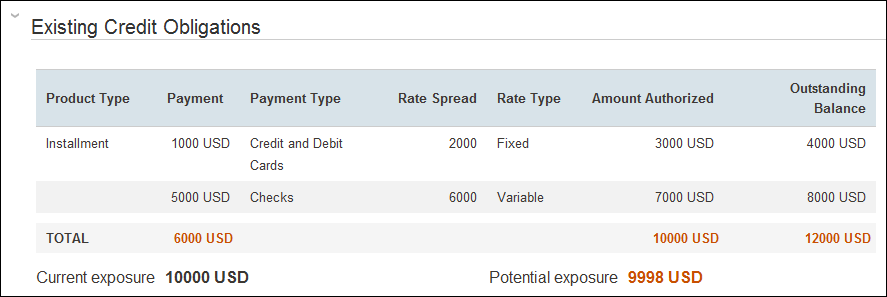 Existing Credit Obligations
Product Type Payment Payment Type Rate Spread Rate Type Amount Authorized Outstanding Balance
Installment 1000 USD Credit and Debit Cards 2000 Fixed 3000 USD 4000 USD
5000 USD Checks 6000 Variable 7000 USD 8000 USD
TOTAL 6000 USD 10000 USD 12000 USD
Current exposure 10000 USD Potential exposure 9998 USD